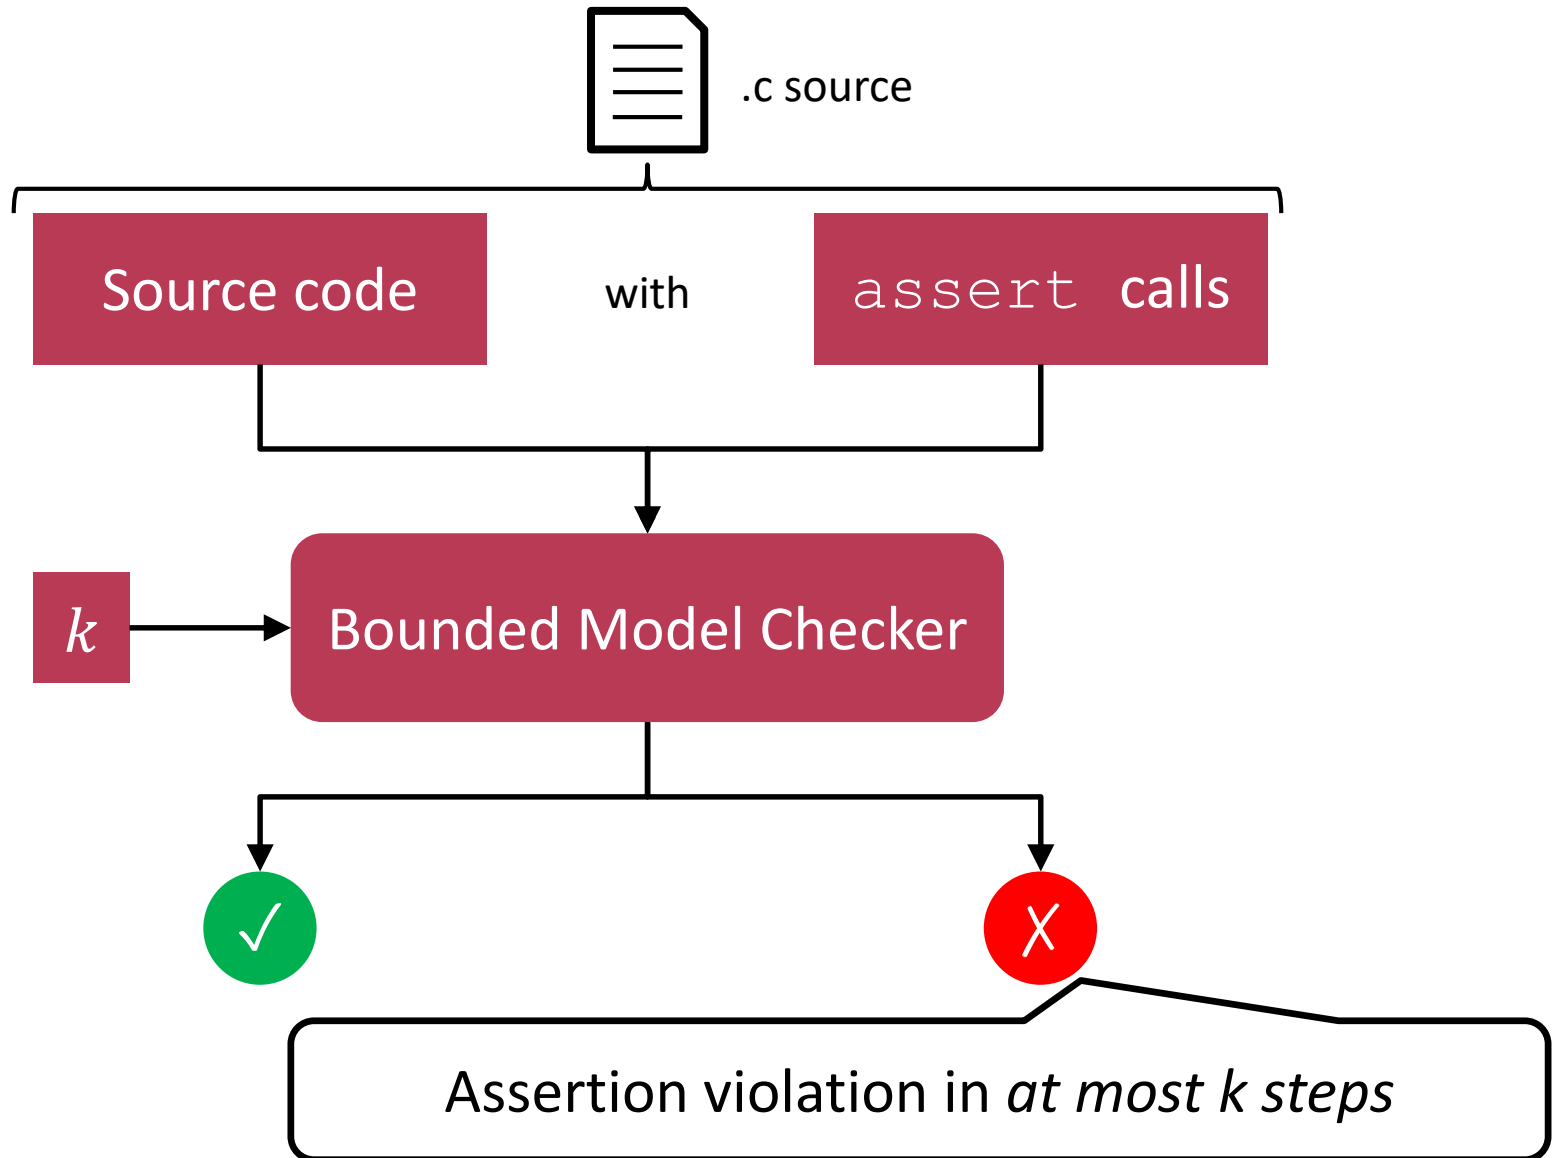 .c source
Source code
with
assert calls
k
Bounded Model Checker
✓
✗
Assertion violation in at most k steps